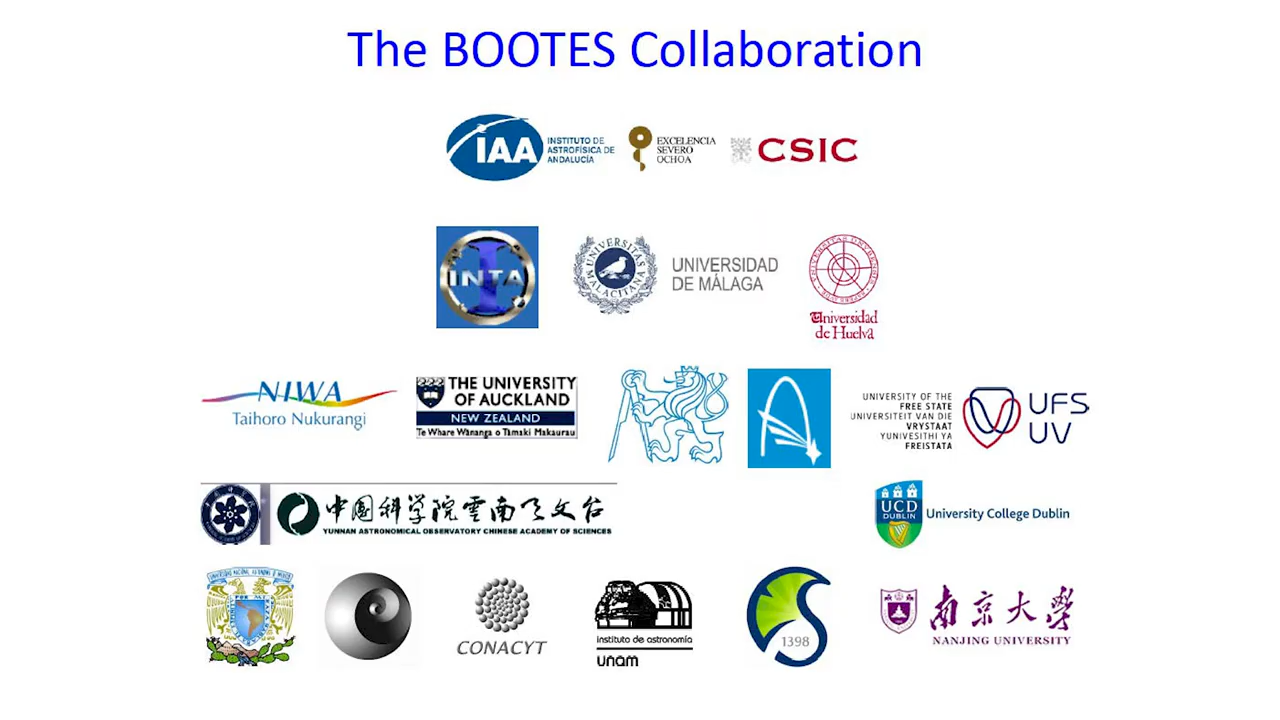 The BOOTES Collaboration
IAA
INSTITUTO DE
ASTROFÍSICA DE
ANDALUCÍA
EXCELENCIA
SEVERO
OCHOA
CSIC
INTA
UNIVERSITAS
MALACITANA
UNIVERSIDAD
DE MÁLAGA
Universidad
de Huelva
NIWA
Taihoro Nukurangi
THE UNIVERSITY
OF AUCKLAND
NEW ZEALAND
Te Whare Wānanga o Tāmaki Makaurau
UNIVERSITY OF THE
FREE STATE
UNIVERSITEIT VAN DIE
VRYSTAAT
YUNIVESITHI YA
FREISTATA
UFS
UV
中國科学院雲南天文台
YUNNAN ASTRONOMICAL OBSERVATORY CHINESE ACADEMY OF SCIENCES
UCD
DUBLIN
University College Dublin
CONACYT
instituto de astronomía
unam
1398
南京大學
NANJING UNIVERSITY